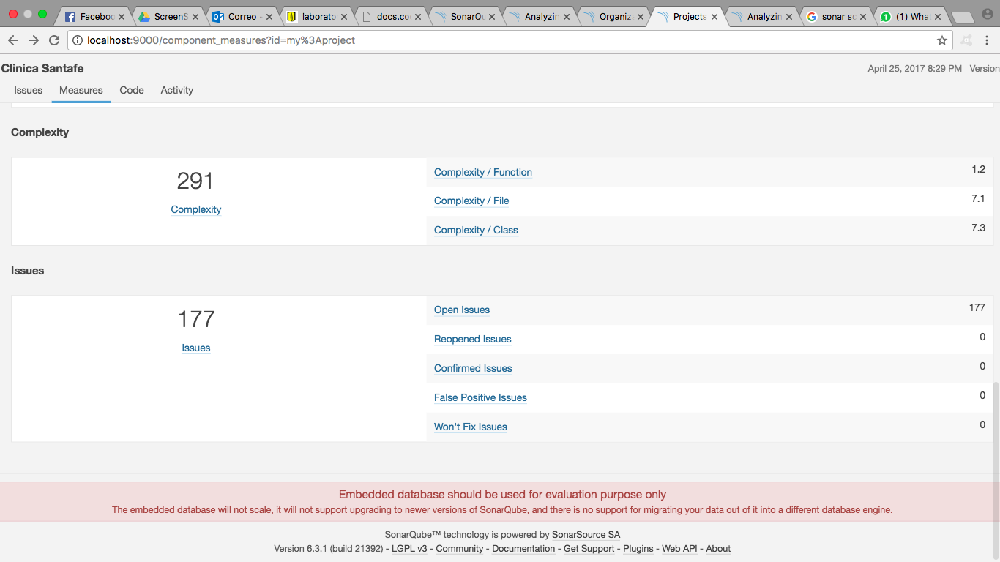 Facebo
ScreenS
Correo -
laborato
docs.co
SonarQu
Analyzin
Organiza
Projects
Analyzin
sonar sc
(1) Wha
localhost:9000/component_measures?id=my%3Aproject
Clinica Santafe
April 25, 2017 8:29 PM Version
Issues Measures Code Activity
Complexity
291
Complexity
Complexity / Function 1.2
Complexity / File 7.1
Complexity / Class 7.3
Issues
177
Issues
Open Issues 177
Reopened Issues 0
Confirmed Issues 0
False Positive Issues 0
Won't Fix Issues 0
Embedded database should be used for evaluation purpose only
The embedded database will not scale, it will not support upgrading to newer versions of SonarQube, and there is no support for migrating your data out of it into a different database engine.
SonarQube™ technology is powered by SonarSource SA
Version 6.3.1 (build 21392) - LGPL v3 - Community - Documentation - Get Support - Plugins - Web API - About